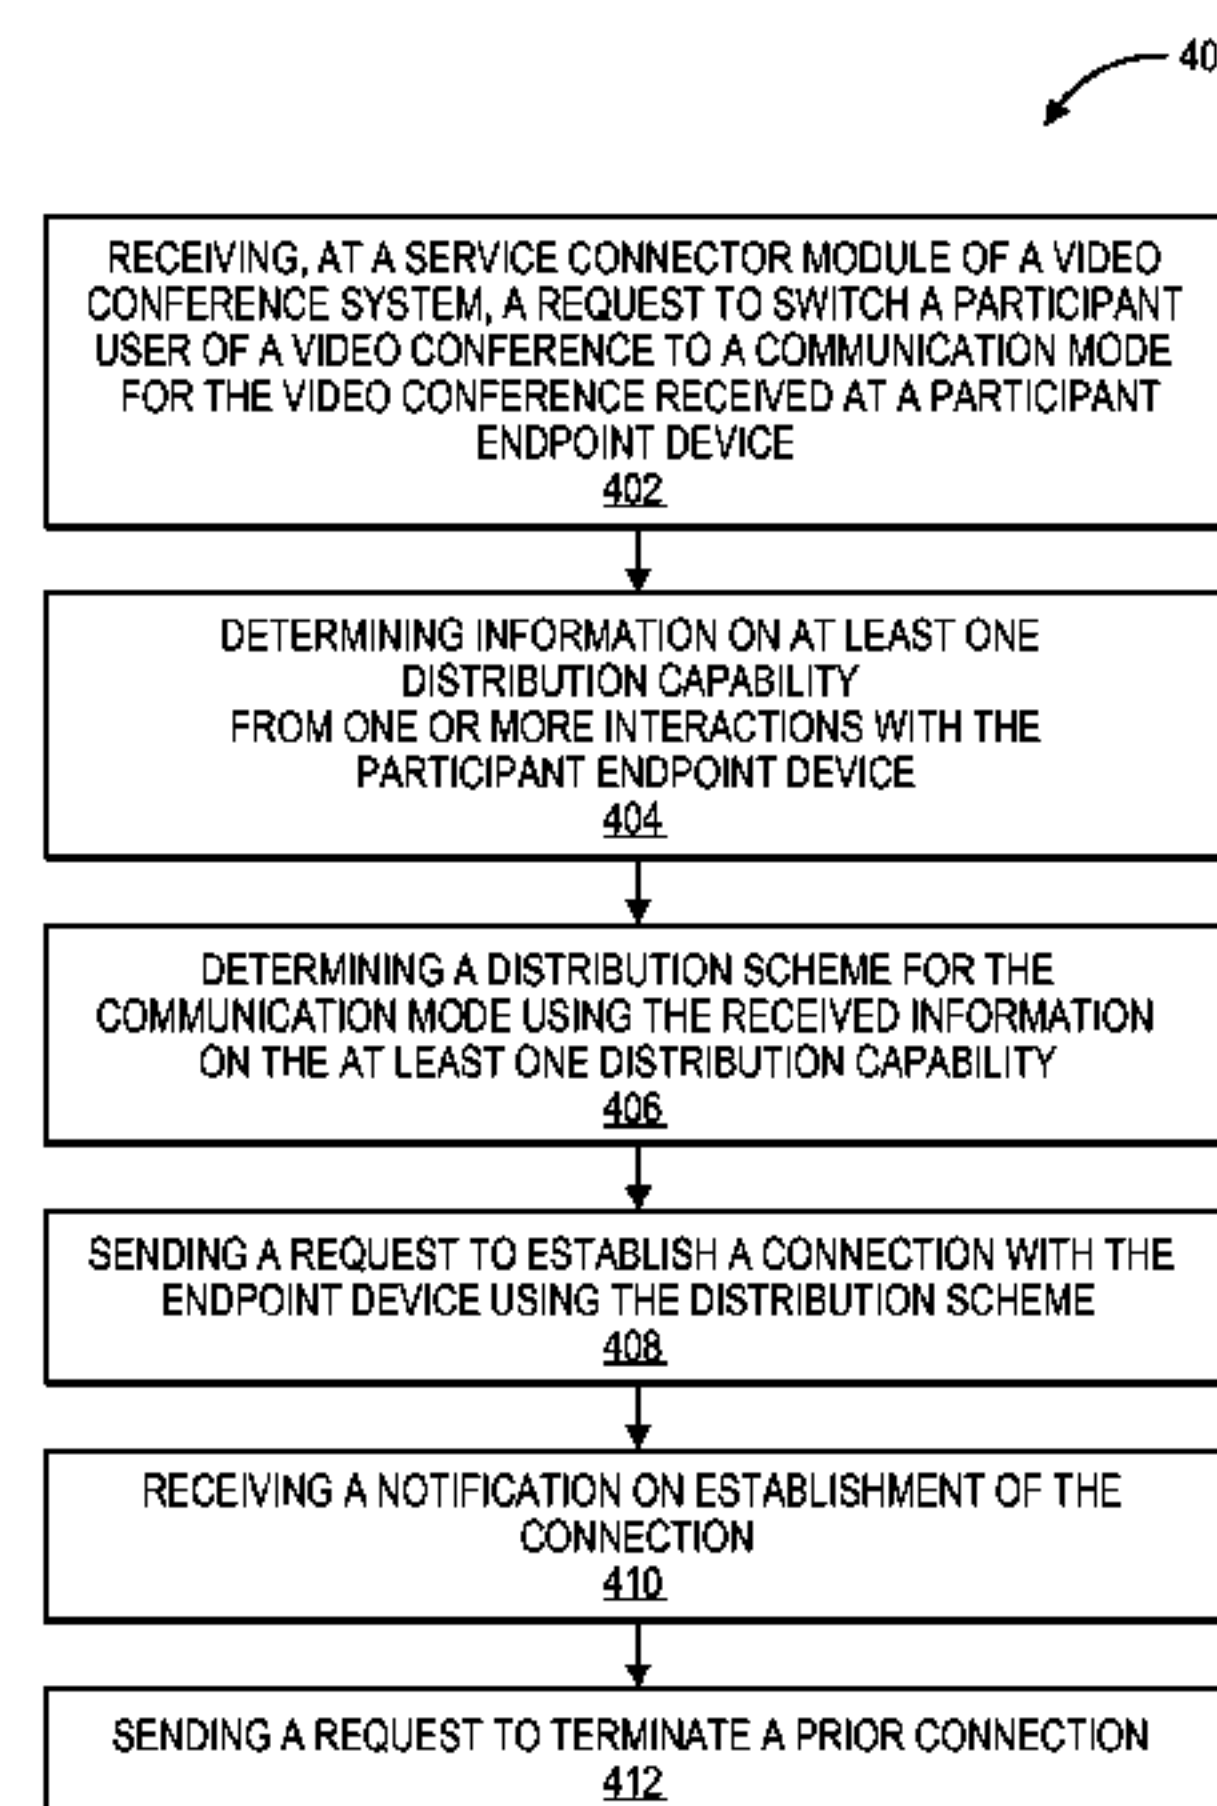 40
RECEIVING, AT A SERVICE CONNECTOR MODULE OF A VIDEO
CONFERENCE SYSTEM, A REQUEST TO SWITCH A PARTICIPANT
USER OF A VIDEO CONFERENCE TO A COMMUNICATION MODE
FOR THE VIDEO CONFERENCE RECEIVED AT A PARTICIPANT
ENDPOINT DEVICE
402
DETERMINING INFORMATION ON AT LEAST ONE
DISTRIBUTION CAPABILITY
FROM ONE OR MORE INTERACTIONS WITH THE
PARTICIPANT ENDPOINT DEVICE
404
DETERMINING A DISTRIBUTION SCHEME FOR THE
COMMUNICATION MODE USING THE RECEIVED INFORMATION
ON THE AT LEAST ONE DISTRIBUTION CAPABILITY
406
SENDING A REQUEST TO ESTABLISH A CONNECTION WITH THE
ENDPOINT DEVICE USING THE DISTRIBUTION SCHEME
408
RECEIVING A NOTIFICATION ON ESTABLISHMENT OF THE
CONNECTION
410
SENDING A REQUEST TO TERMINATE A PRIOR CONNECTION
412